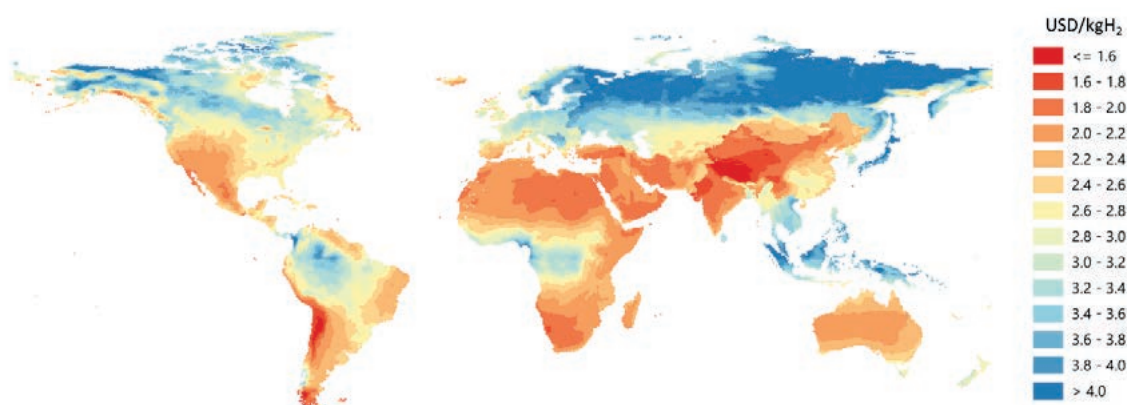 USD/kgH₂
<= 1.6
1.6 - 1.8
1.8 - 2.0
2.0 - 2.2
2.2 - 2.4
2.4 - 2.6
2.6 - 2.8
2.8 - 3.0
3.0 - 3.2
3.2 - 3.4
3.4 - 3.6
3.6 - 3.8
3.8 - 4.0
> 4.0